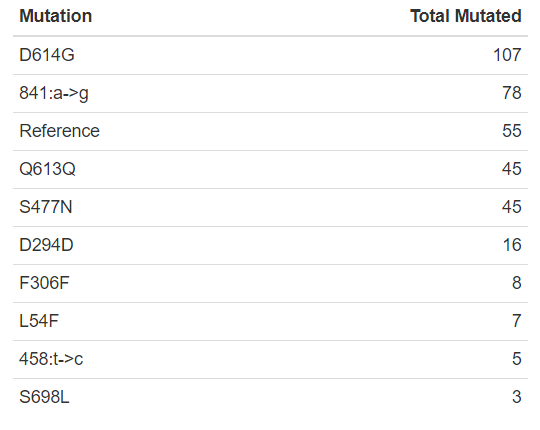 Mutation Total Mutated
D614G 107
841:a->g 78
Reference 55
Q613Q 45
S477N 45
D294D 16
F306F 8
L54F 7
458:t->c 5
S698L 3